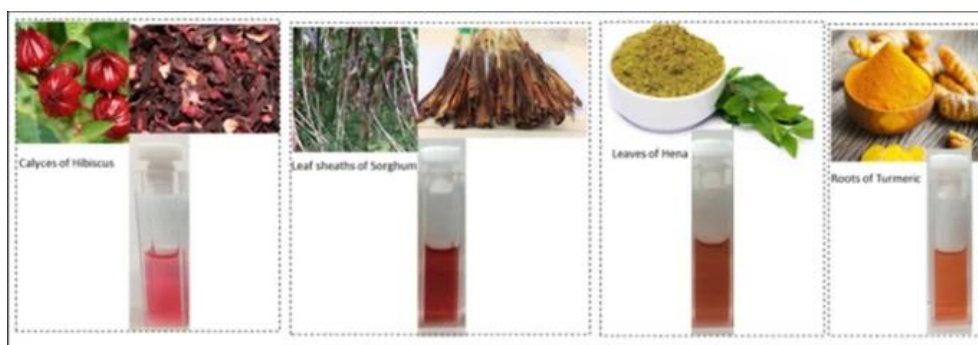 Calyces of Hibiscus
Leaf sheaths of Sorghum
Leaves of Hena
Roots of Turmeric